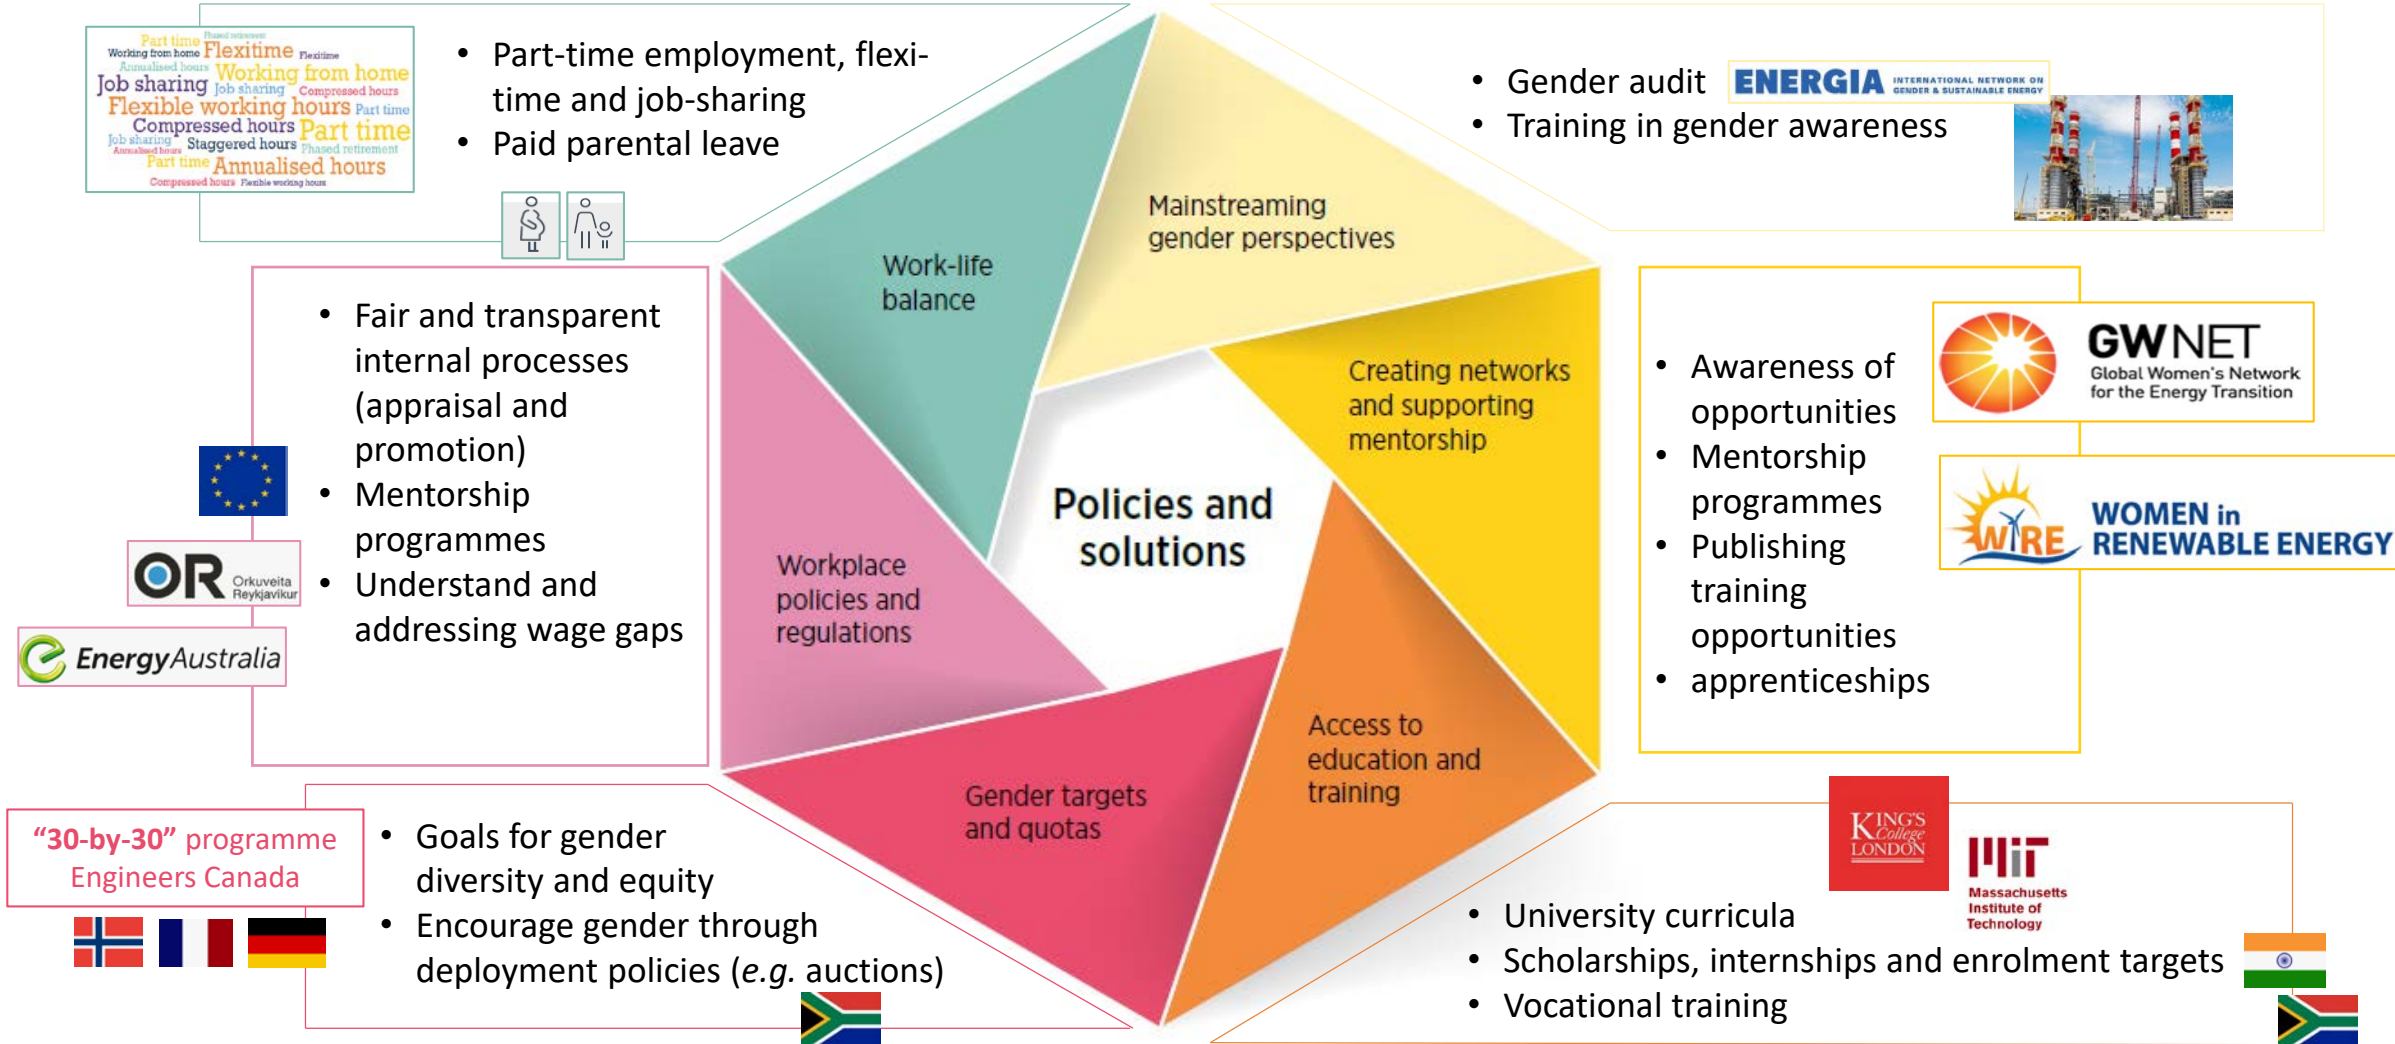 Part time Phased retirement
Working from home Flexitime Flexitime
Annualised hours Working from home
Job sharing Job sharing Compressed hours
Flexible working hours Part time
Compressed hours Part time
Job sharing Staggered hours Phased retirement
Annualised hours
Part time Annualised hours
Compressed hours Flexible working hours
• Part-time employment, flexi-
time and job-sharing
• Paid parental leave
• Gender audit
ENERGIA INTERNATIONAL NETWORK ON
GENDER & SUSTAINABLE ENERGY
• Training in gender awareness
Mainstreaming
gender perspectives
Work-life
balance
• Fair and transparent
internal processes
(appraisal and
promotion)
• Mentorship
programmes
• Understand and
addressing wage gaps
OR Orkuveita
Reykjavikur
EnergyAustralia
Workplace
policies and
regulations
Policies and
solutions
Creating networks
and supporting
mentorship
• Awareness of
opportunities
• Mentorship
programmes
• Publishing
training
opportunities
• apprenticeships
GWNET
Global Women's Network
for the Energy Transition
WIRE
WOMEN in
RENEWABLE ENERGY
Gender targets
and quotas
Access to
education and
training
“30-by-30” programme
Engineers Canada
• Goals for gender
diversity and equity
• Encourage gender through
deployment policies (e.g. auctions)
KING'S
College
LONDON
MIT
Massachusetts
Institute of
Technology
• University curricula
• Scholarships, internships and enrolment targets
• Vocational training